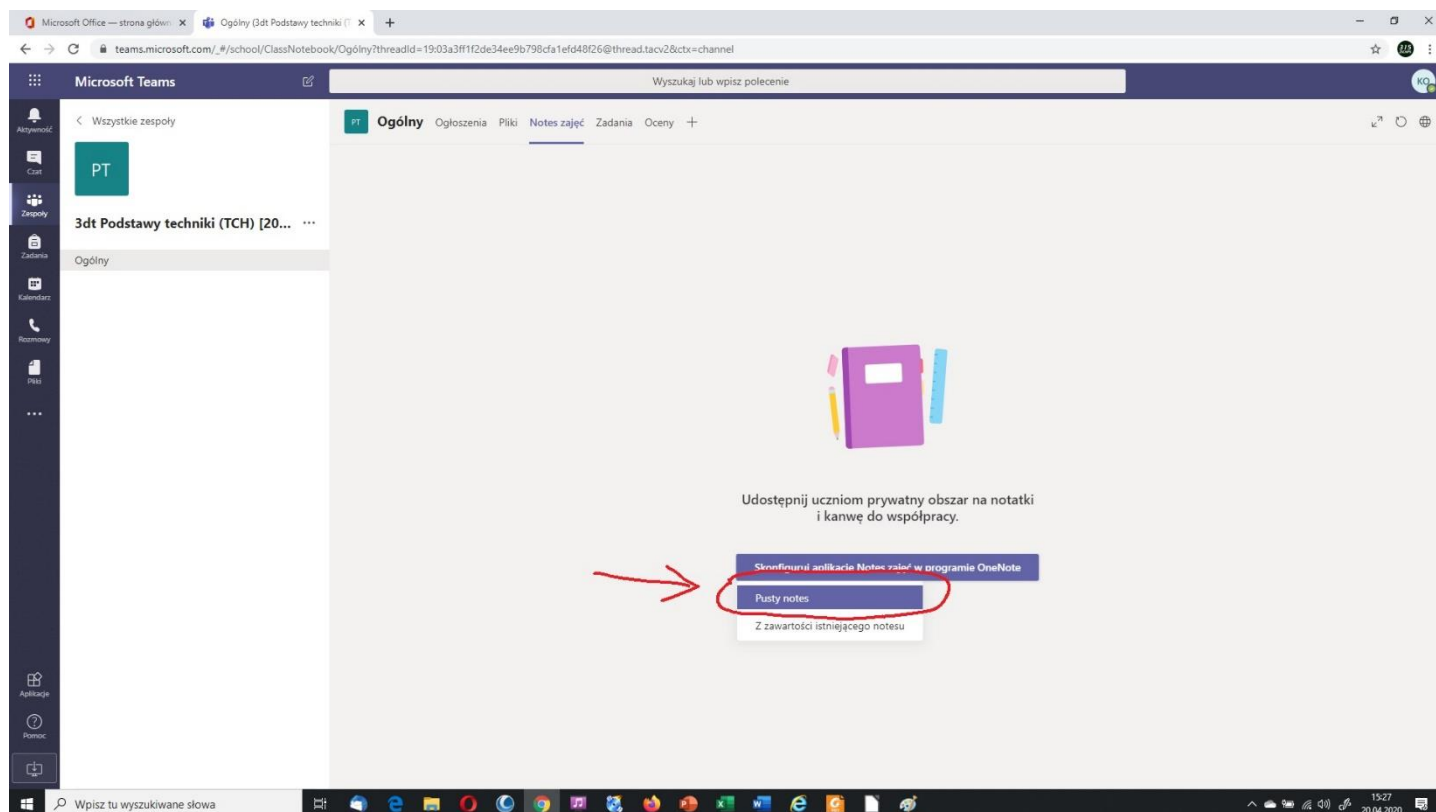 Microsoft Office — strona główn
Ogólny (3dt Podstawy techniki (T
teams.microsoft.com/_#/school/ClassNotebook/Ogólny?threadId=19:03a3ff1f2de34ee9b798cfa1efd48f26@thread.tacv2&ctx=channel
Microsoft Teams
Wyszukaj lub wpisz polecenie
KO
Aktywność
Czat
Zespoły
Zadania
Kalendarz
Rozmowy
Pliki
Aplikacje
Pomoc
Wszystkie zespoły
PT
3dt Podstawy techniki (TCH) [20...
Ogólny
PT Ogólny Ogłoszenia Pliki Notes zajęć Zadania Oceny
Udostępnij uczniom prywatny obszar na notatki
i kanwę do współpracy.
Skonfiguruj aplikację Notes zajęć w programie OneNote
Pusty notes
Z zawartości istniejącego notesu
Wpisz tu wyszukiwane słowa
15:27
20.04.2020